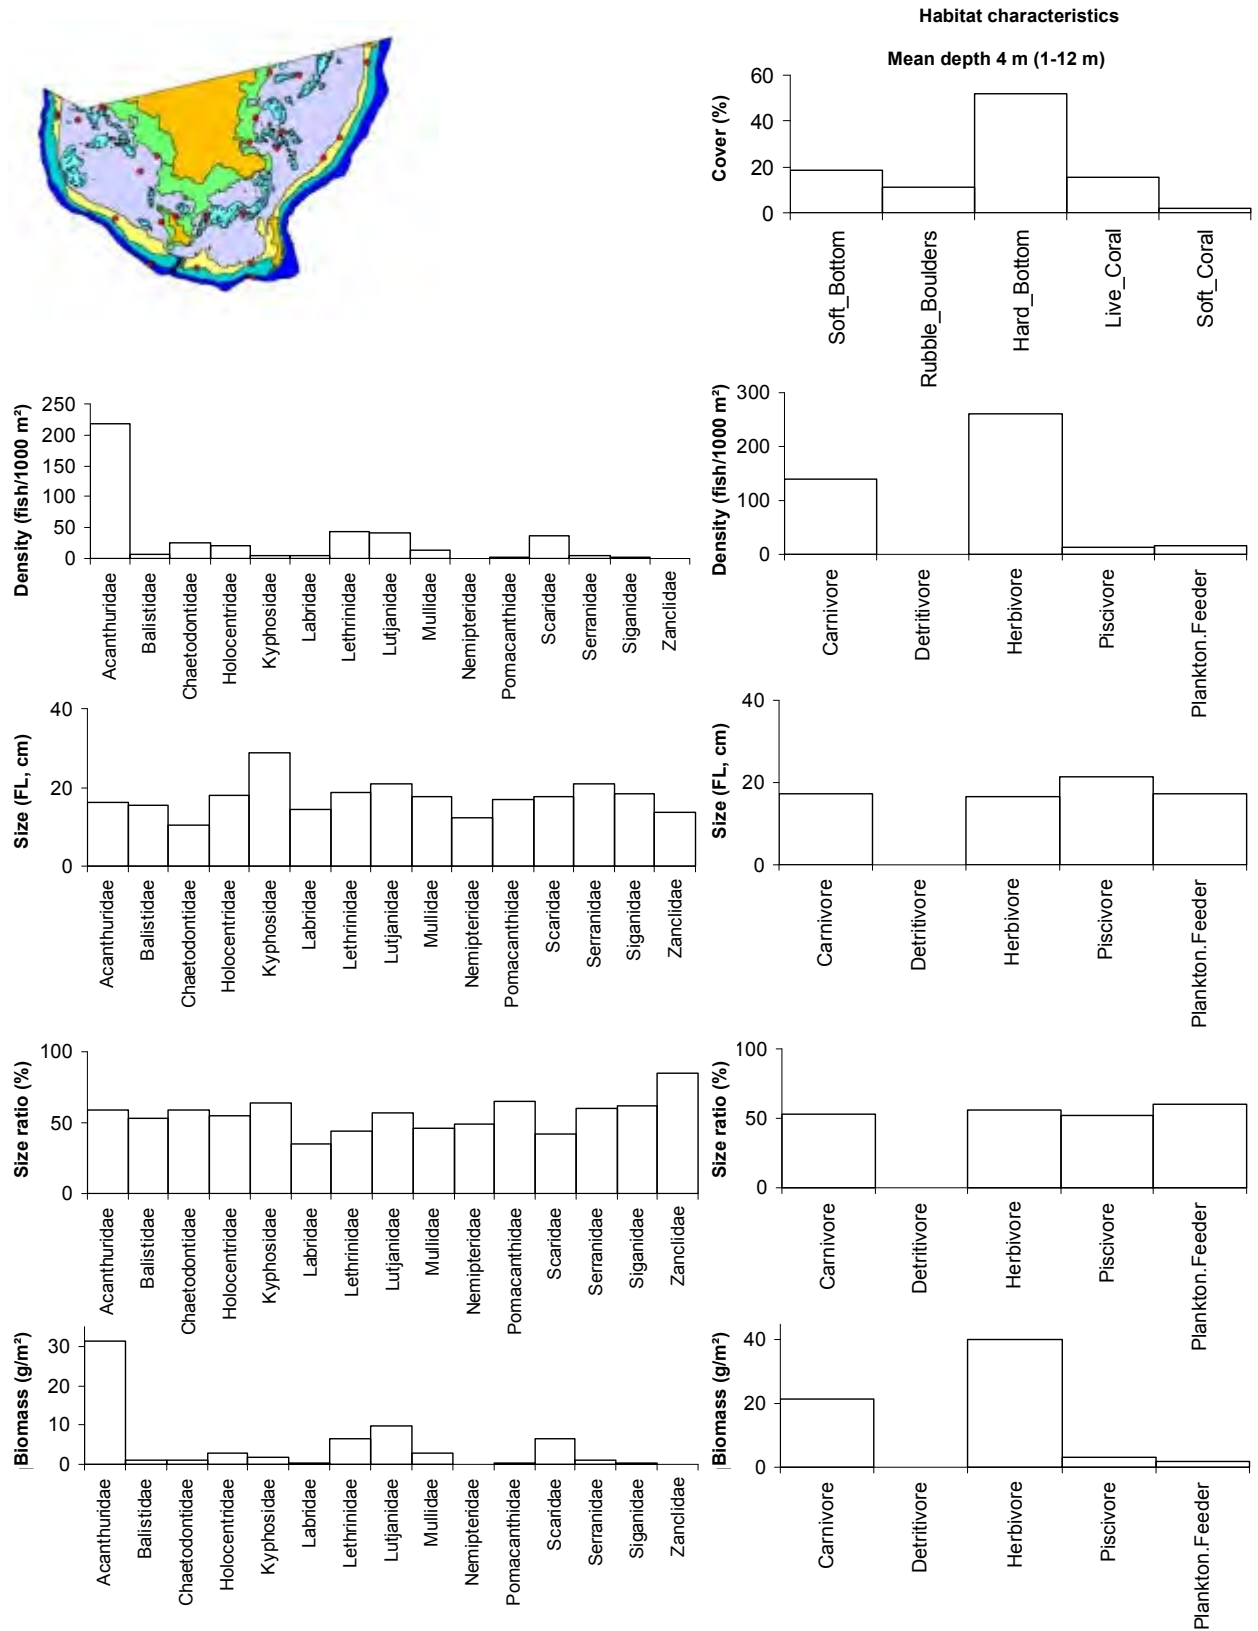 Habitat characteristics
Mean depth 4 m (1-12 m)
Cover (%)
60
40
20
0
Soft_Bottom
Rubble_Boulders
Hard_Bottom
Live_Coral
Soft_Coral
Density (fish/1000 m²)
250
200
150
100
50
0
Acanthuridae
Balistidae
Chaetodontidae
Holocentridae
Kyphosidae
Labridae
Lethrinidae
Lutjanidae
Mullidae
Nemipteridae
Pomacanthidae
Scaridae
Serranidae
Siganidae
Zanclidae
Density (fish/1000 m²)
300
200
100
0
Carnivore
Detritivore
Herbivore
Piscivore
Plankton.Feeder
Size (FL, cm)
40
20
0
Acanthuridae
Balistidae
Chaetodontidae
Holocentridae
Kyphosidae
Labridae
Lethrinidae
Lutjanidae
Mullidae
Nemipteridae
Pomacanthidae
Scaridae
Serranidae
Siganidae
Zanclidae
Size (FL, cm)
40
20
0
Carnivore
Detritivore
Herbivore
Piscivore
Plankton.Feeder
Size ratio (%)
100
50
0
Acanthuridae
Balistidae
Chaetodontidae
Holocentridae
Kyphosidae
Labridae
Lethrinidae
Lutjanidae
Mullidae
Nemipteridae
Pomacanthidae
Scaridae
Serranidae
Siganidae
Zanclidae
Size ratio (%)
100
50
0
Carnivore
Detritivore
Herbivore
Piscivore
Plankton.Feeder
Biomass (g/m²)
30
20
10
0
Acanthuridae
Balistidae
Chaetodontidae
Holocentridae
Kyphosidae
Labridae
Lethrinidae
Lutjanidae
Mullidae
Nemipteridae
Pomacanthidae
Scaridae
Serranidae
Siganidae
Zanclidae
Biomass (g/m²)
40
20
0
Carnivore
Detritivore
Herbivore
Piscivore
Plankton.Feeder